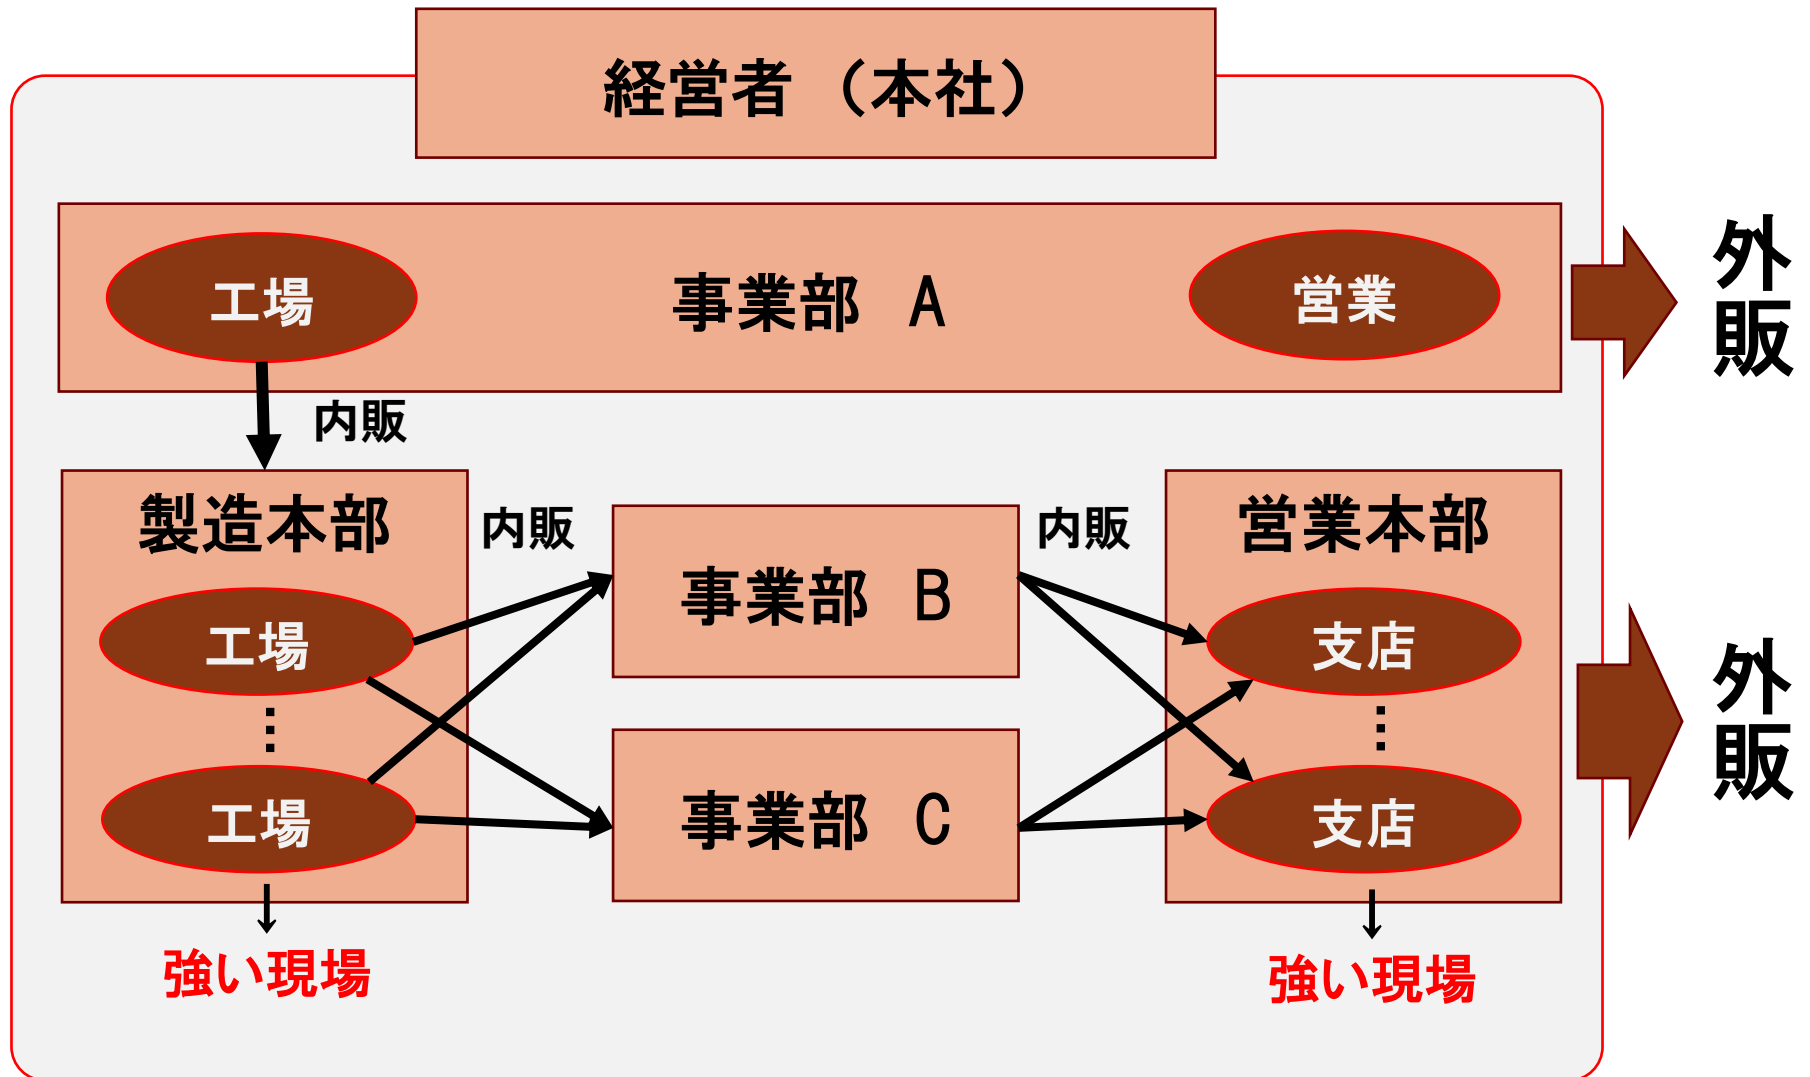 経営者（本社）
工場
事業部 A
営業
外販
内販
製造本部
内販
事業部 B
内販
営業本部
工場
支店
外販
⋮
⋮
工場
事業部 C
支店
強い現場
強い現場